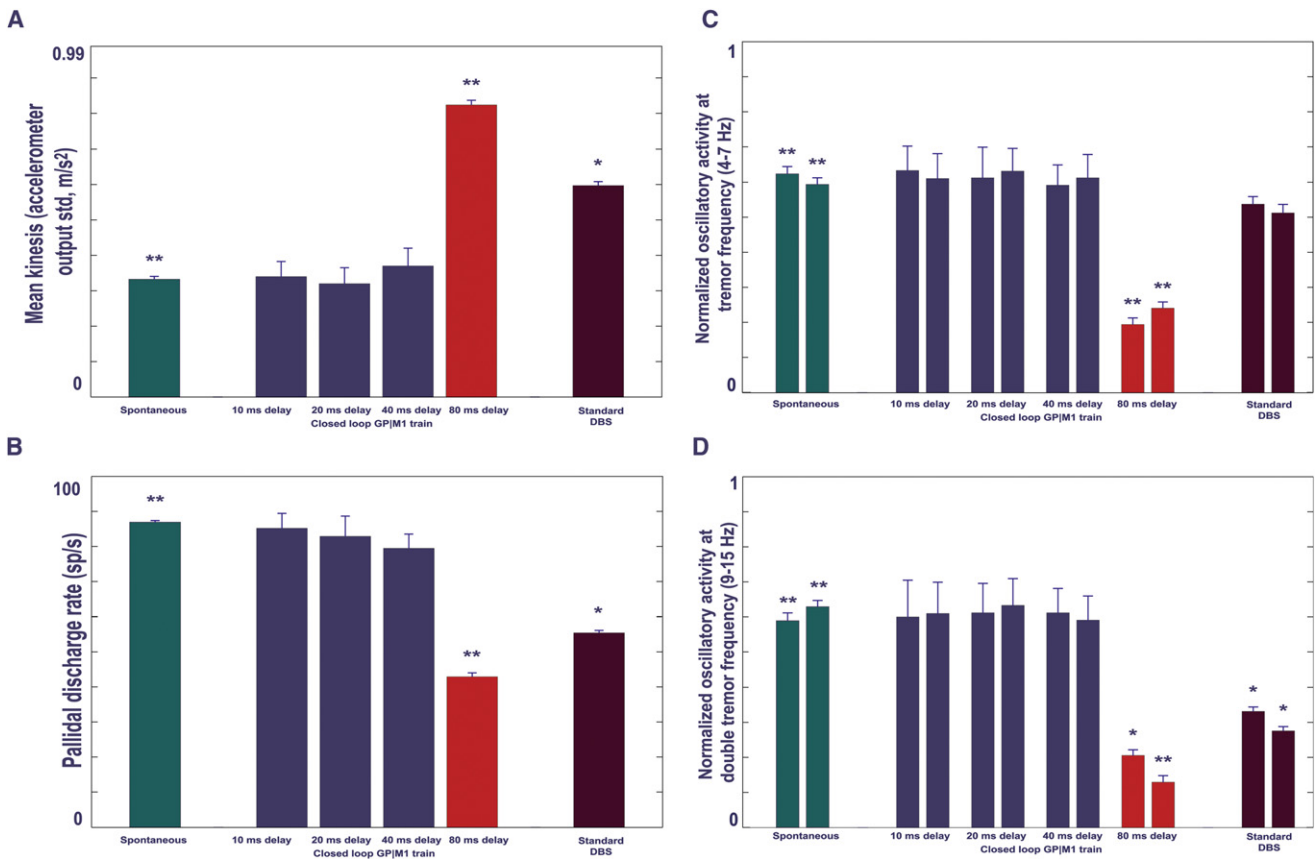 A
0.99
**
**
*
Mean kinesis (accelerometer
output std, m/s²)
0
Spontaneous
10 ms delay
20 ms delay
40 ms delay
80 ms delay
Standard
DBS
Closed loop GP|M1 train
B
100
**
**
*
Pallidal discharge rate (sp/s)
0
Spontaneous
10 ms delay
20 ms delay
40 ms delay
80 ms delay
Standard
DBS
Closed loop GP|M1 train
C
1
**
**
**
**
Normalized oscillatory activity at
tremor frequency (4-7 Hz)
0
Spontaneous
10 ms delay
20 ms delay
40 ms delay
80 ms delay
Standard
DBS
Closed loop GP|M1 train
D
1
**
**
*
**
*
*
Normalized oscillatory activity at
double tremor frequency (9-15 Hz)
0
Spontaneous
10 ms delay
20 ms delay
40 ms delay
80 ms delay
Standard
DBS
Closed loop GP|M1 train